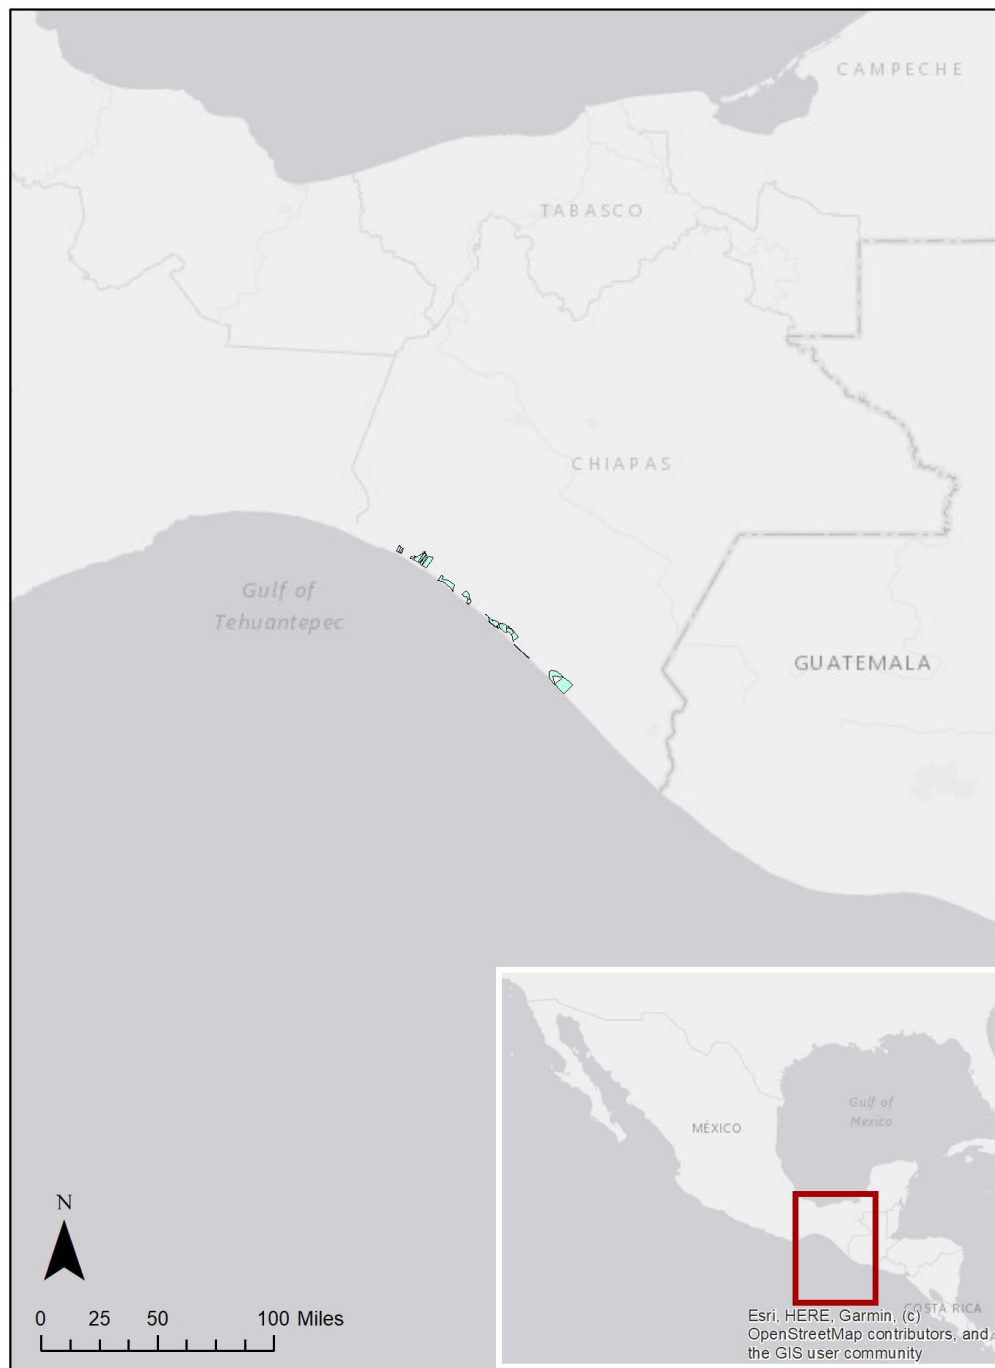 CAMPECHE
TABASCO
CHIAPAS
Gulf of
Tehuantepec
GUATEMALA
Gulf of
Mexico
MÉXICO
N
0 25 50 100 Miles
COSTA RICA
Esri, HERE, Garmin, (c)
OpenStreetMap contributors, and
the GIS user community